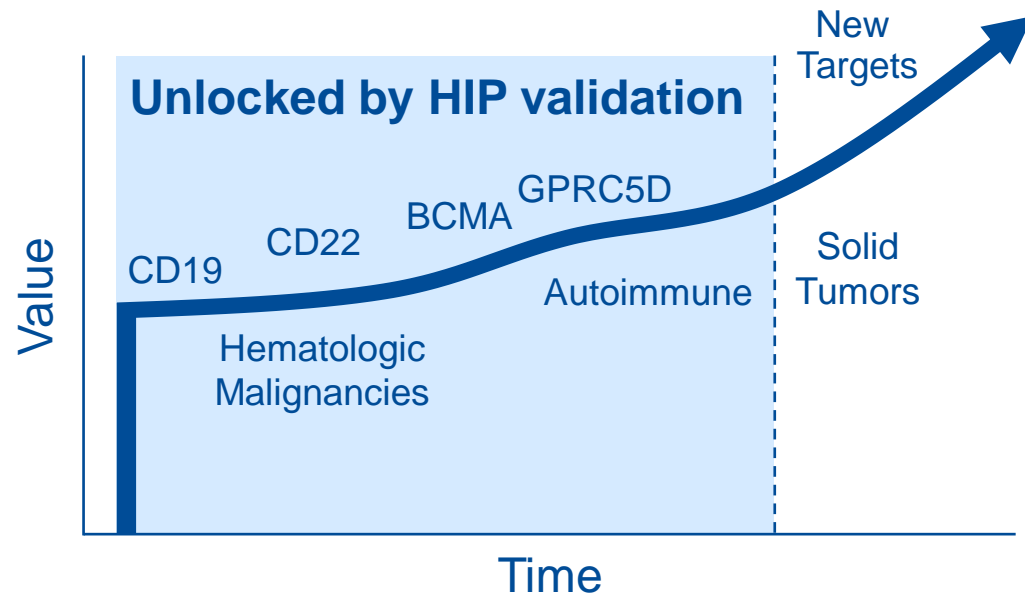 New
Targets
Unlocked by HIP validation
GPRC5D
BCMA
CD22
CD19
Solid
Tumors
Autoimmune
Hematologic
Malignancies
Value
Time